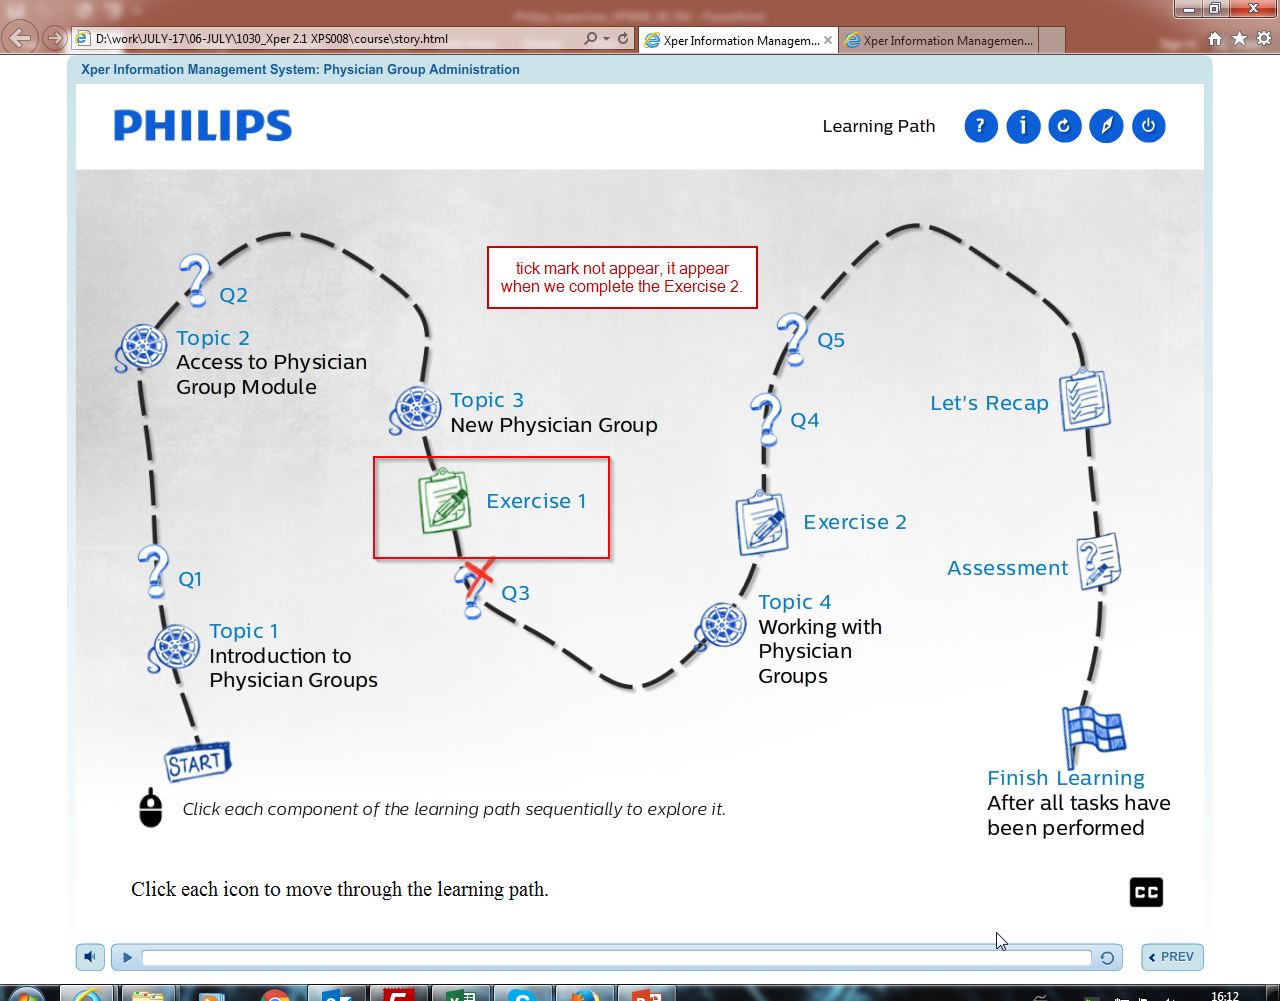 D:\work\JULY-17\06-JULY\1030_Xper 2.1 XPS008\course\story.html
Xper Information Managem...
Xper Information Managemen...
Xper Information Management System: Physician Group Administration
PHILIPS
Learning Path
?
i
tick mark not appear, it appear
when we complete the Exercise 2.
Q2
Topic 2
Access to Physician
Group Module
Q5
Topic 3
New Physician Group
Let's Recap
Q4
Exercise 1
Exercise 2
Q1
Q3
Assessment
Topic 1
Introduction to
Physician Groups
Topic 4
Working with
Physician
Groups
START
Finish Learning
After all tasks have
been performed
Click each component of the learning path sequentially to explore it.
Click each icon to move through the learning path.
CC
PREV
16:12